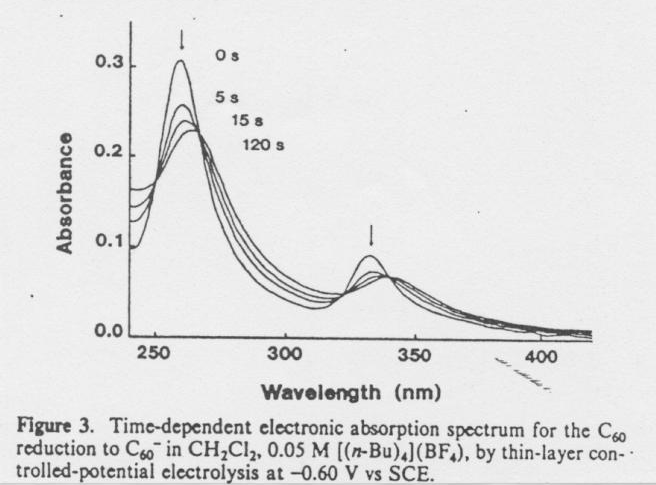 0.3
0 s
5 s
15 s
0.2
120 s
Absorbance
0.1
0.0
250 300 350 400
Wavelength (nm)
Figure 3. Time-dependent electronic absorption spectrum for the C₆₀
reduction to C₆₀⁻ in CH₂Cl₂, 0.05 M [(n-Bu)₄](BF₄), by thin-layer con-
trolled-potential electrolysis at −0.60 V vs SCE.